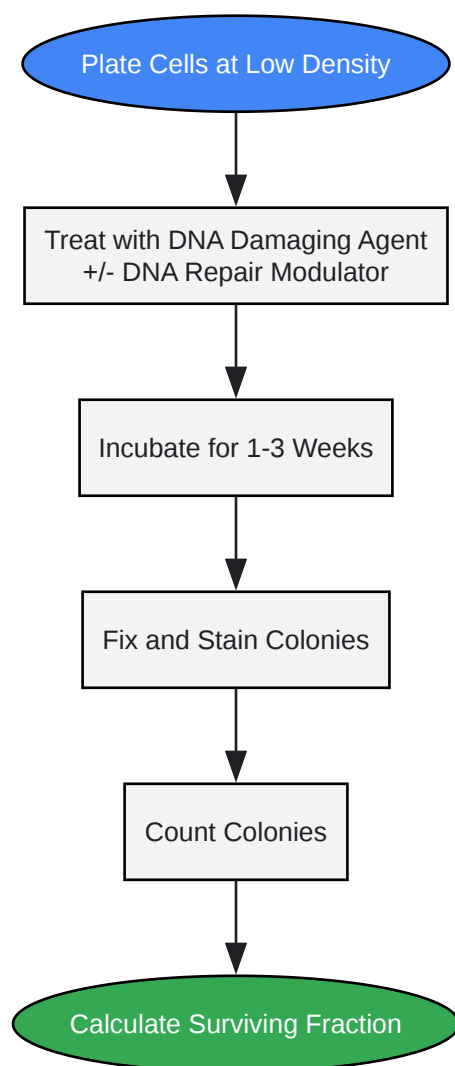 Plate Cells at Low Density
Treat with DNA Damaging Agent
+/- DNA Repair Modulator
Incubate for 1-3 Weeks
Fix and Stain Colonies
Count Colonies
Calculate Surviving Fraction